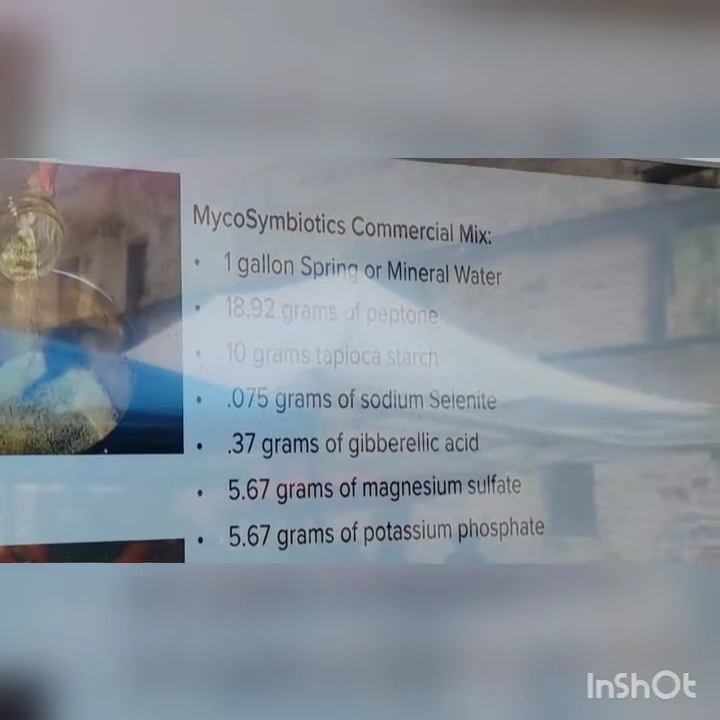 MycoSymbiotics Commercial Mix:
• 1 gallon Spring or Mineral Water
• 18.92 grams of peptone
• 10 grams tapioca starch
• .075 grams of sodium Selenite
• .37 grams of gibberellic acid
• 5.67 grams of magnesium sulfate
• 5.67 grams of potassium phosphate
InShOt